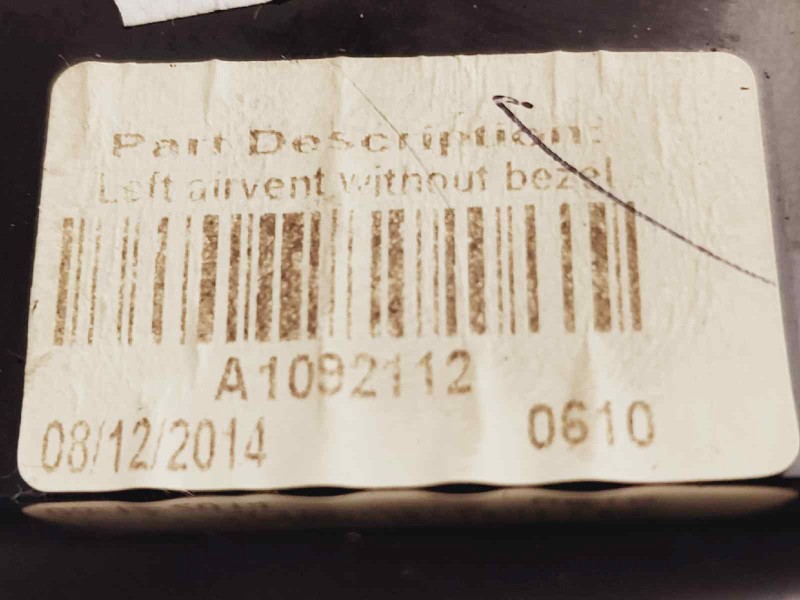 Part Description:
Left airvent without bezel
A1092112
08/12/2014 0610